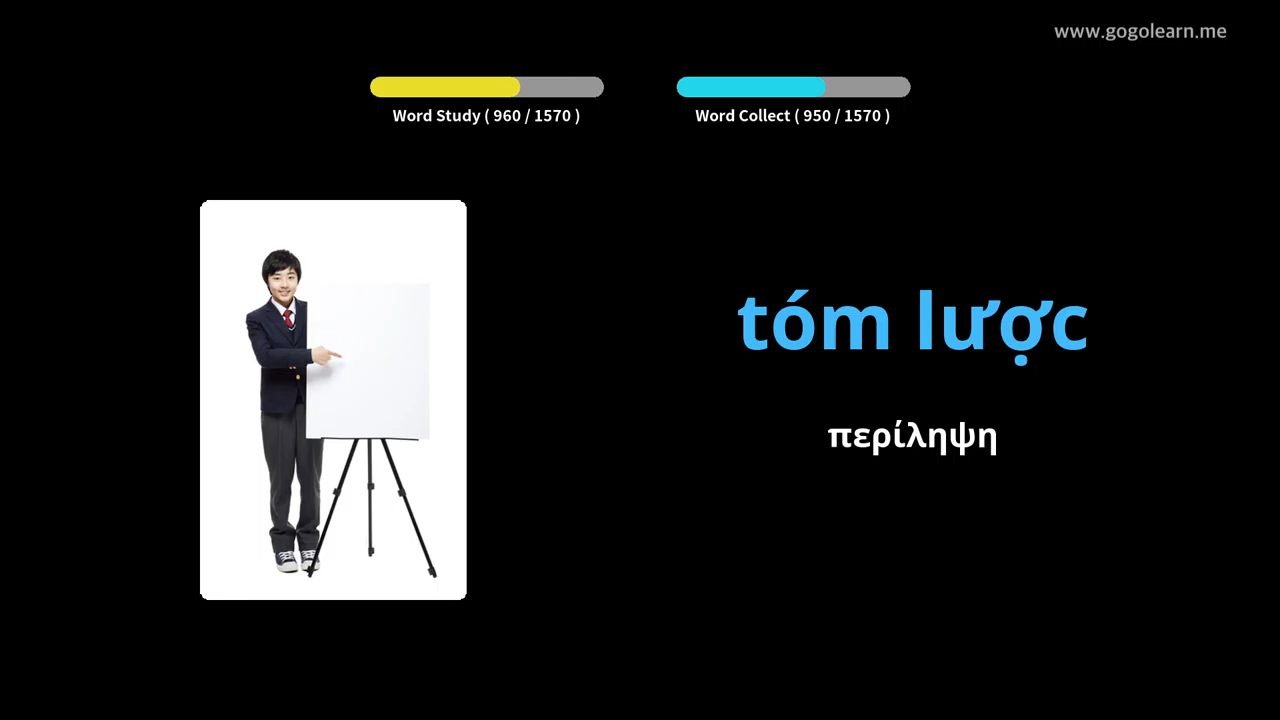 www.gogolearn.me
Word Study ( 960 / 1570 )
Word Collect ( 950 / 1570 )
tóm lược
περίληψη